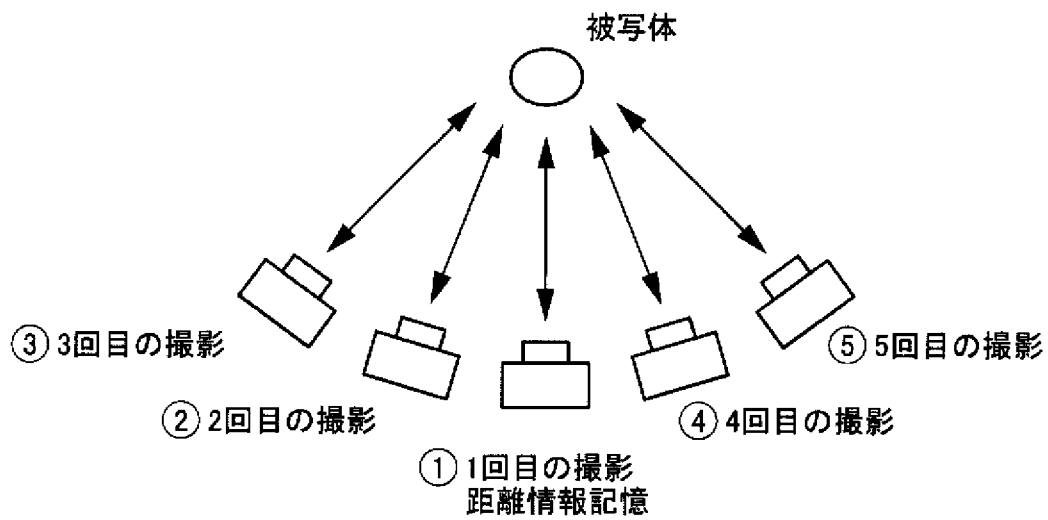 被写体
③ 3回目の撮影
⑤ 5回目の撮影
② 2回目の撮影
④ 4回目の撮影
① 1回目の撮影
距離情報記憶